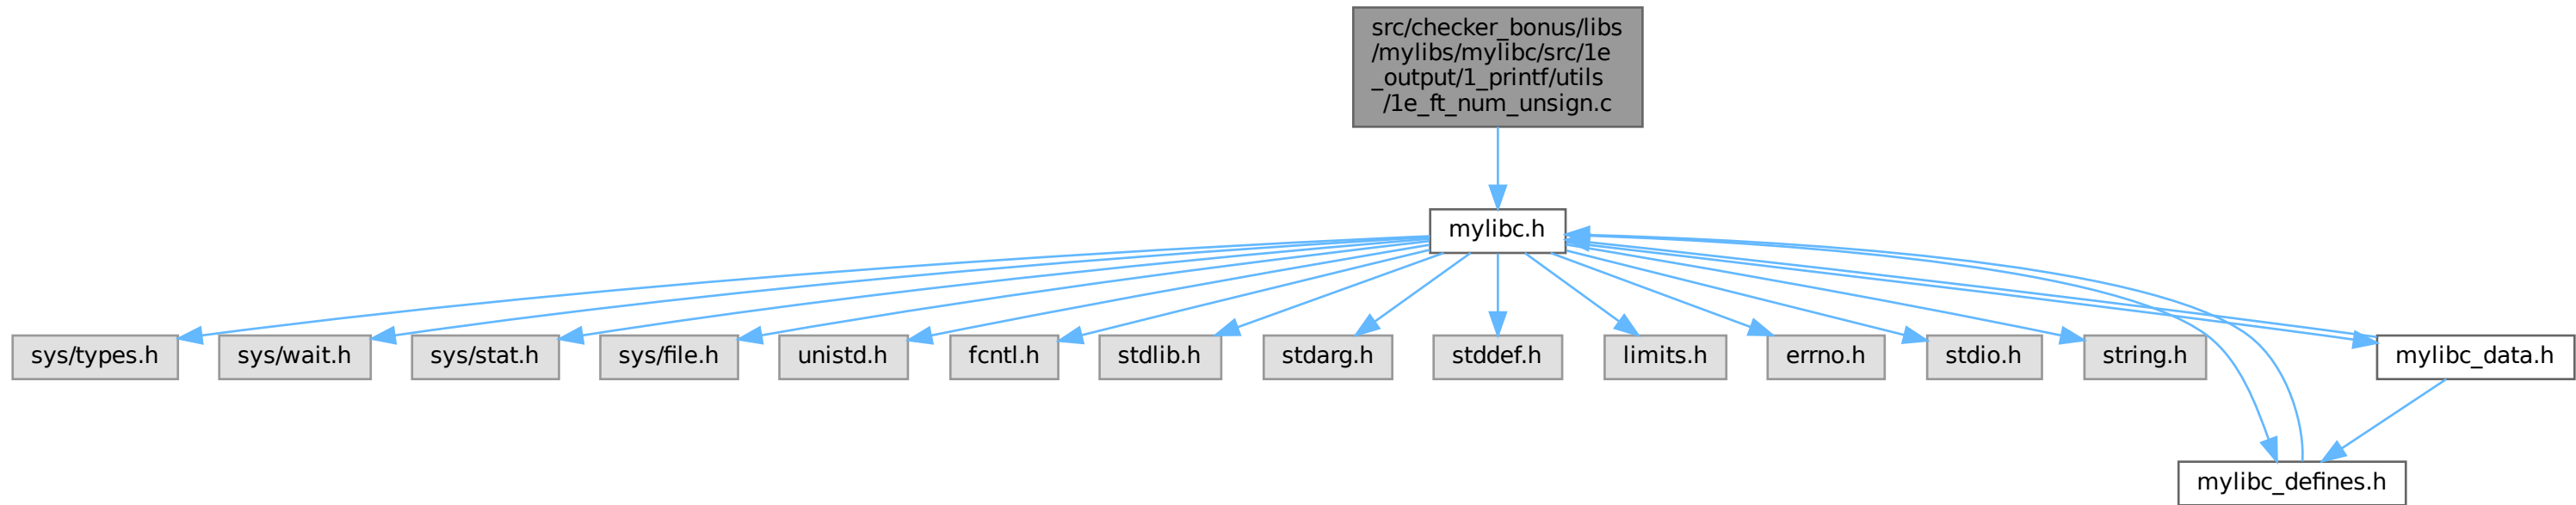 src/checker_bonus/libs
/mylibs/mylibc/src/1e
_output/1_printf/utils
/1e_ft_num_unsign.c
mylibc.h
sys/types.h
sys/wait.h
sys/stat.h
sys/file.h
unistd.h
fcntl.h
stdlib.h
stdarg.h
stddef.h
limits.h
errno.h
stdio.h
string.h
mylibc_data.h
mylibc_defines.h